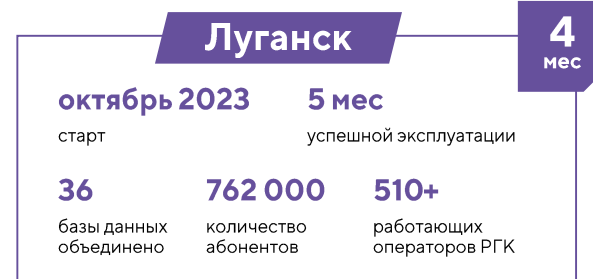 Луганск
4
мес
октябрь 2023
старт
5 мес
успешной эксплуатации
36
базы данных
объединено
762 000
количество
абонентов
510+
работающих
операторов РГК